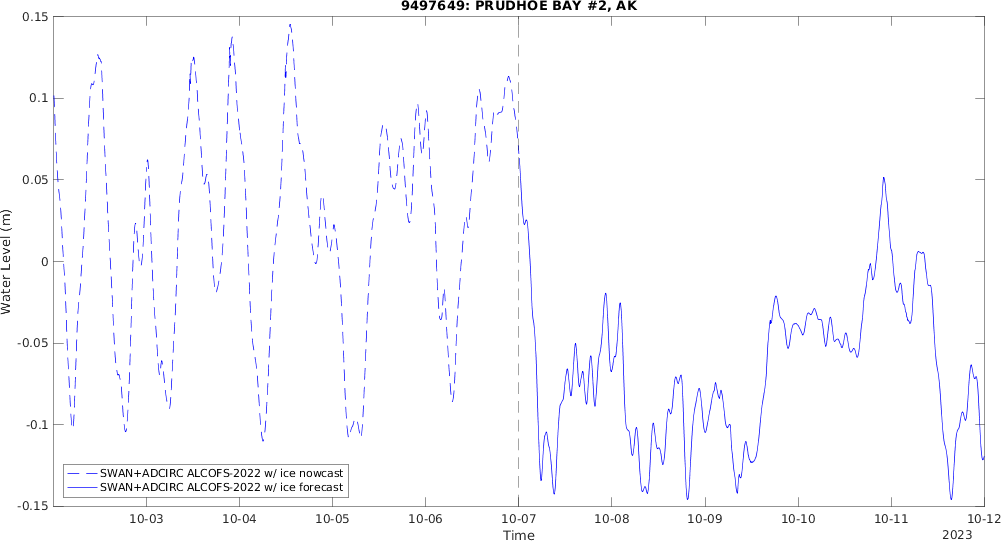 9497649: PRUDHOE BAY #2, AK
0.15
0.1
0.05
0
-0.05
-0.1
-0.15
Water Level (m)
SWAN+ADCIRC ALCOFS-2022 w/ ice nowcast
SWAN+ADCIRC ALCOFS-2022 w/ ice forecast
10-03 10-04 10-05 10-06 10-07 10-08 10-09 10-10 10-11 10-12
Time
2023